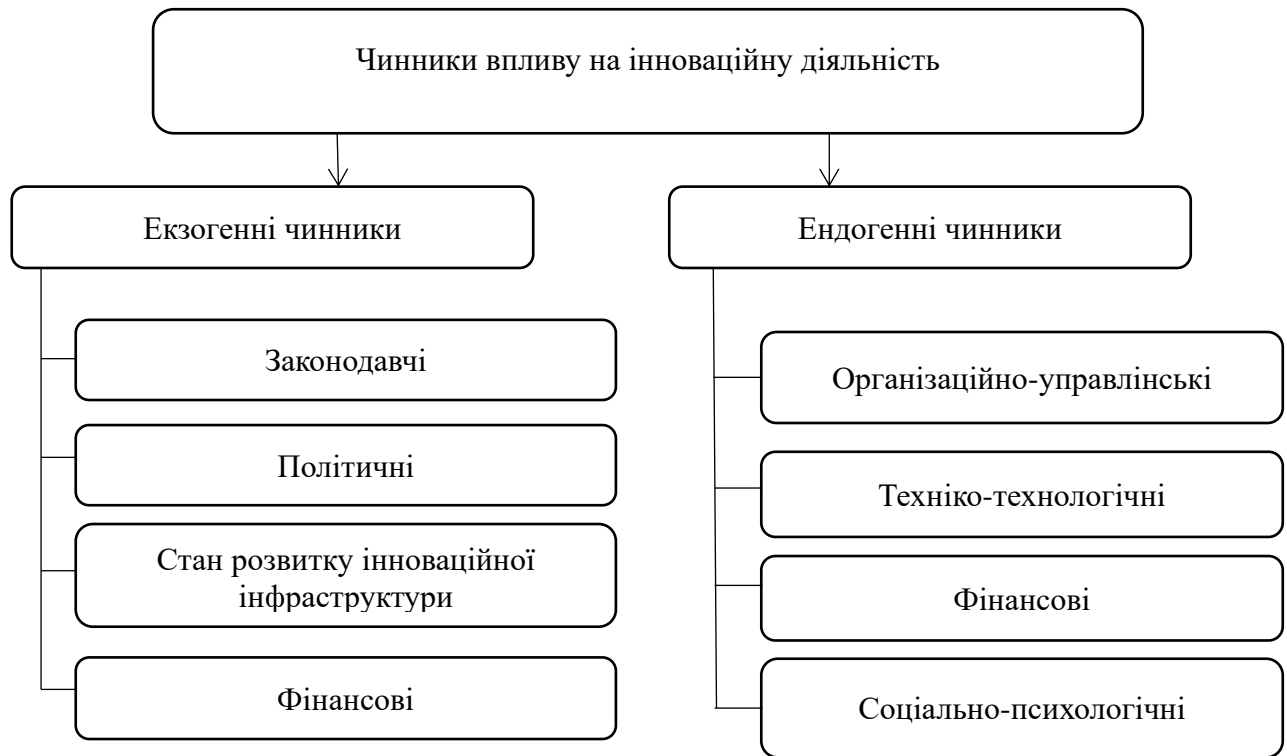 Чинники впливу на інноваційну діяльність
Екзогенні чинники
Законодавчі
Політичні
Стан розвитку інноваційної
інфраструктури
Фінансові
Ендогенні чинники
Організаційно-управлінські
Техніко-технологічні
Фінансові
Соціально-психологічні